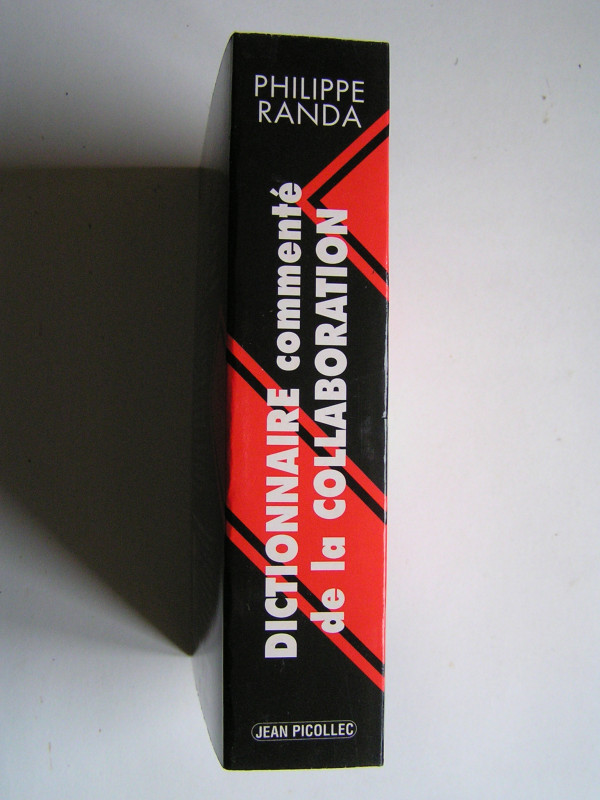 PHILIPPE
RANDA
DICTIONNAIRE commenté
de la COLLABORATION
JEAN PICOLLEC